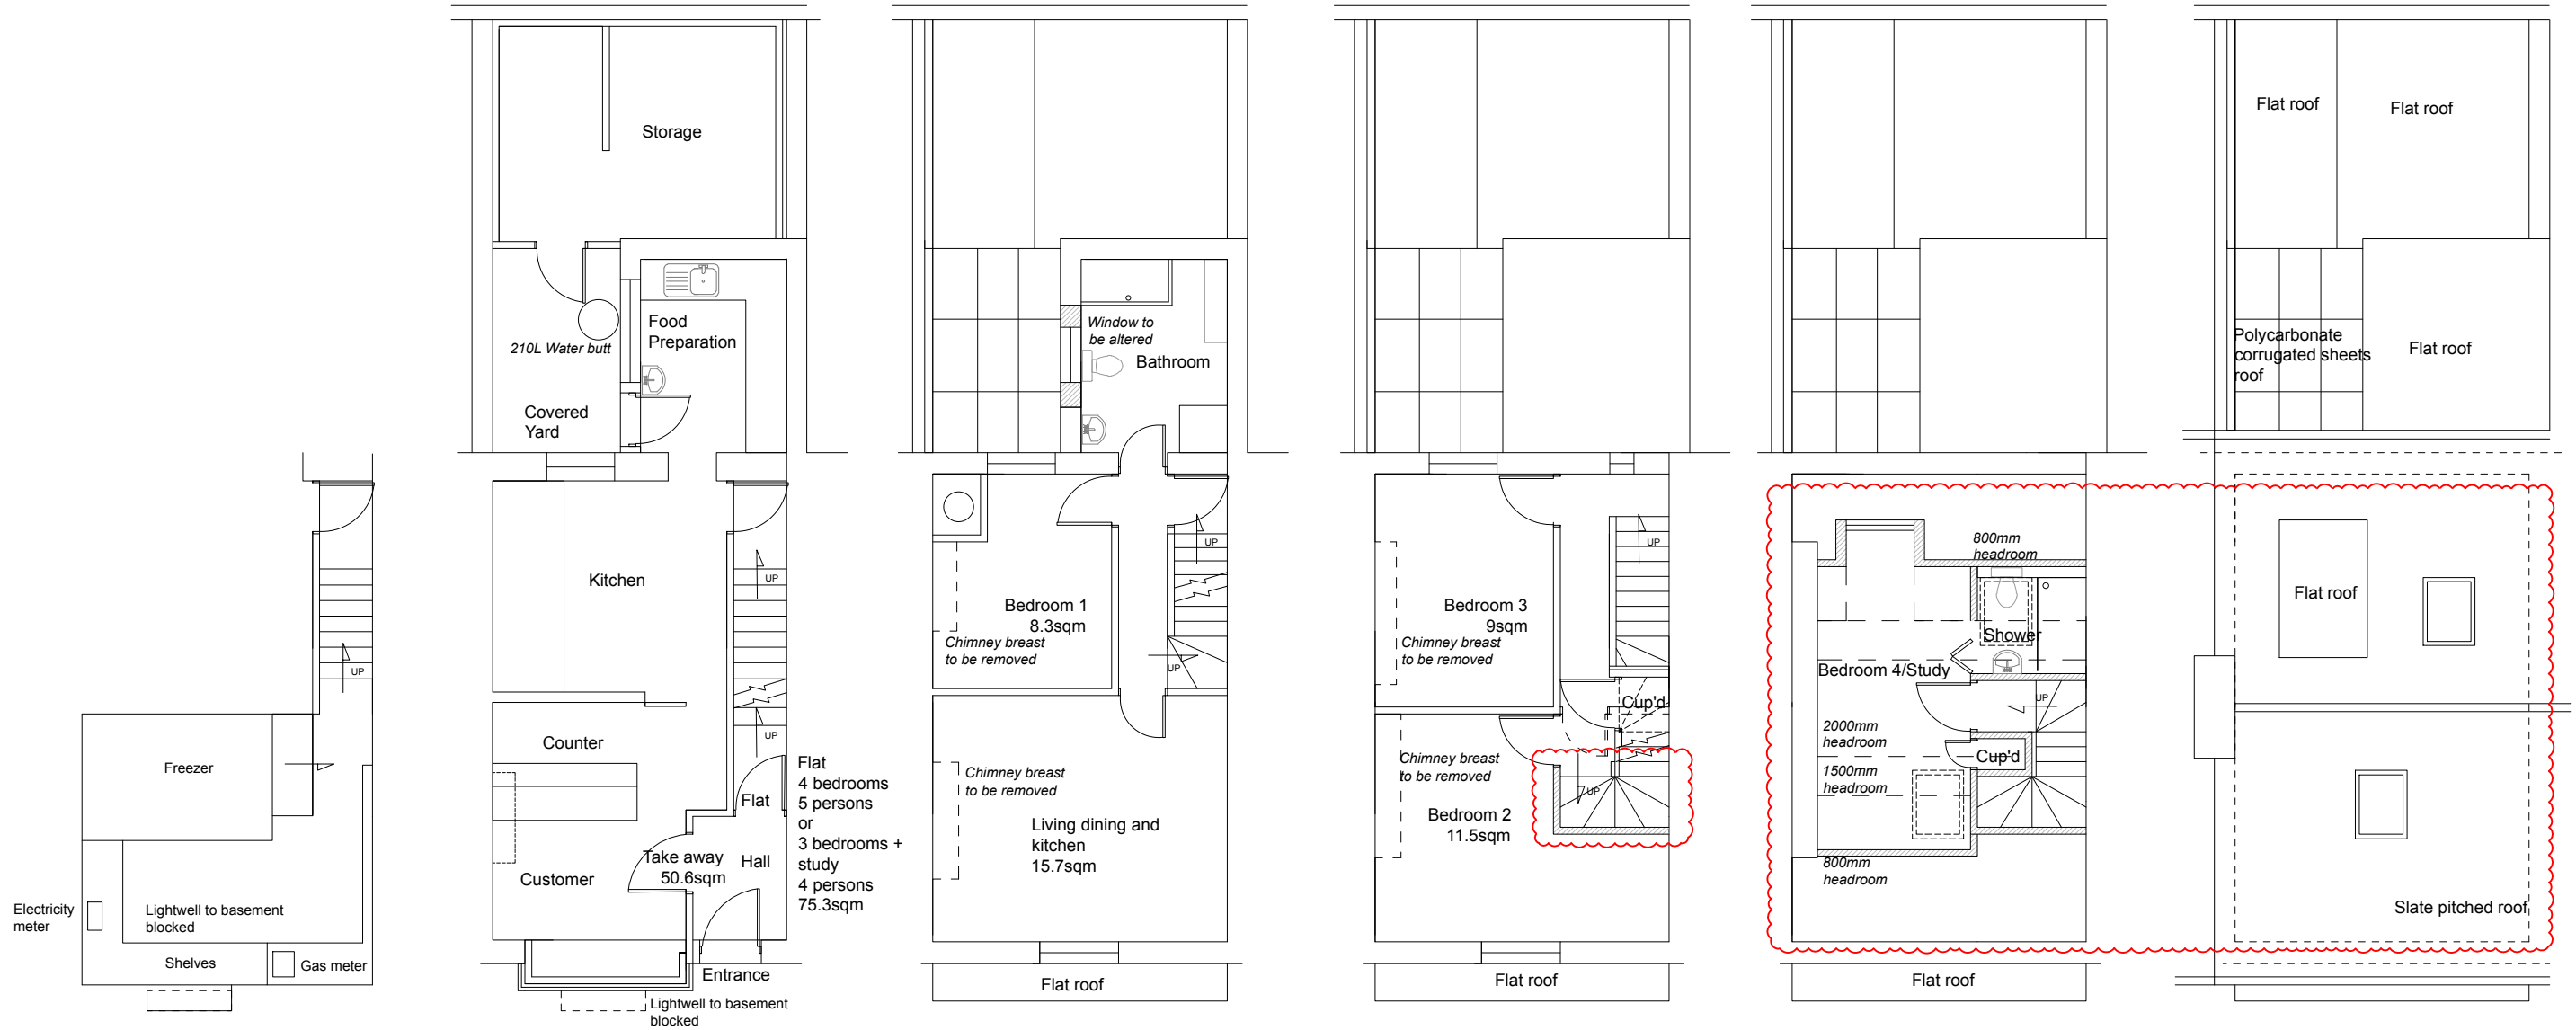 UP
Freezer
Electricity
meter
Lightwell to basement
blocked
Shelves
Gas meter
Storage
210L Water butt
Food
Preparation
Covered
Yard
Kitchen
UP
UP
Counter
Flat
Take away
50.6sqm
Hall
Customer
Entrance
Lightwell to basement
blocked
Flat
4 bedrooms
5 persons
or
3 bedrooms +
study
4 persons
75.3sqm
Window to
be altered
Bathroom
UP
Bedroom 1
8.3sqm
Chimney breast
to be removed
UP
Chimney breast
to be removed
Living dining and
kitchen
15.7sqm
Flat roof
UP
Bedroom 3
9sqm
Chimney breast
to be removed
Cup'd
Chimney breast
to be removed
UP
Bedroom 2
11.5sqm
Flat roof
800mm
headroom
Shower
Bedroom 4/Study
UP
2000mm
headroom
Cup'd
1500mm
headroom
800mm
headroom
Flat roof
Flat roof
Flat roof
Polycarbonate
corrugated sheets
roof
Flat roof
Flat roof
Slate pitched roof